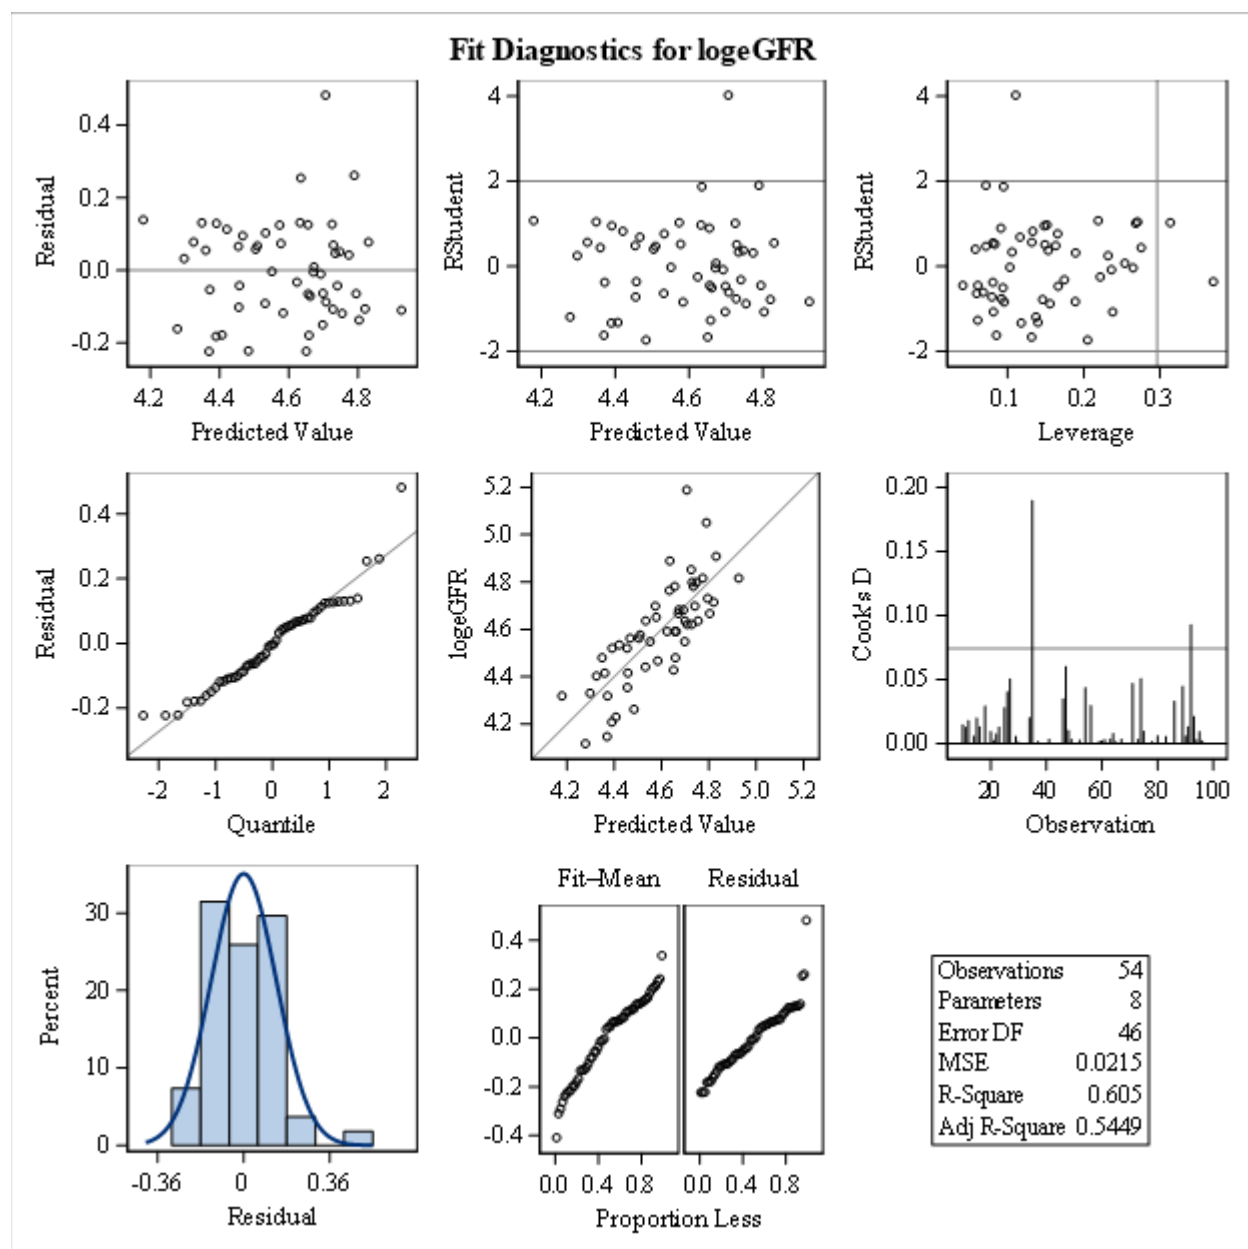 Fit Diagnostics for logeGFR
Residual
0.4
0.2
0.0
-0.2
4.2 4.4 4.6 4.8
Predicted Value
RStudent
4
2
0
-2
4.2 4.4 4.6 4.8
Predicted Value
RStudent
4
2
0
-2
0.1 0.2 0.3
Leverage
Residual
0.4
0.2
0.0
-0.2
-2 -1 0 1 2
Quantile
logeGFR
5.2
5.0
4.8
4.6
4.4
4.2
4.2 4.4 4.6 4.8 5.0 5.2
Predicted Value
Cook's D
0.20
0.15
0.10
0.05
0.00
20 40 60 80 100
Observation
Percent
30
20
10
0
-0.36 0 0.36
Residual
Fit–Mean Residual
0.4
0.2
0.0
-0.2
-0.4
0.0 0.4 0.8 0.0 0.4 0.8
Proportion Less
Observations 54
Parameters 8
Error DF 46
MSE 0.0215
R-Square 0.605
Adj R-Square 0.5449